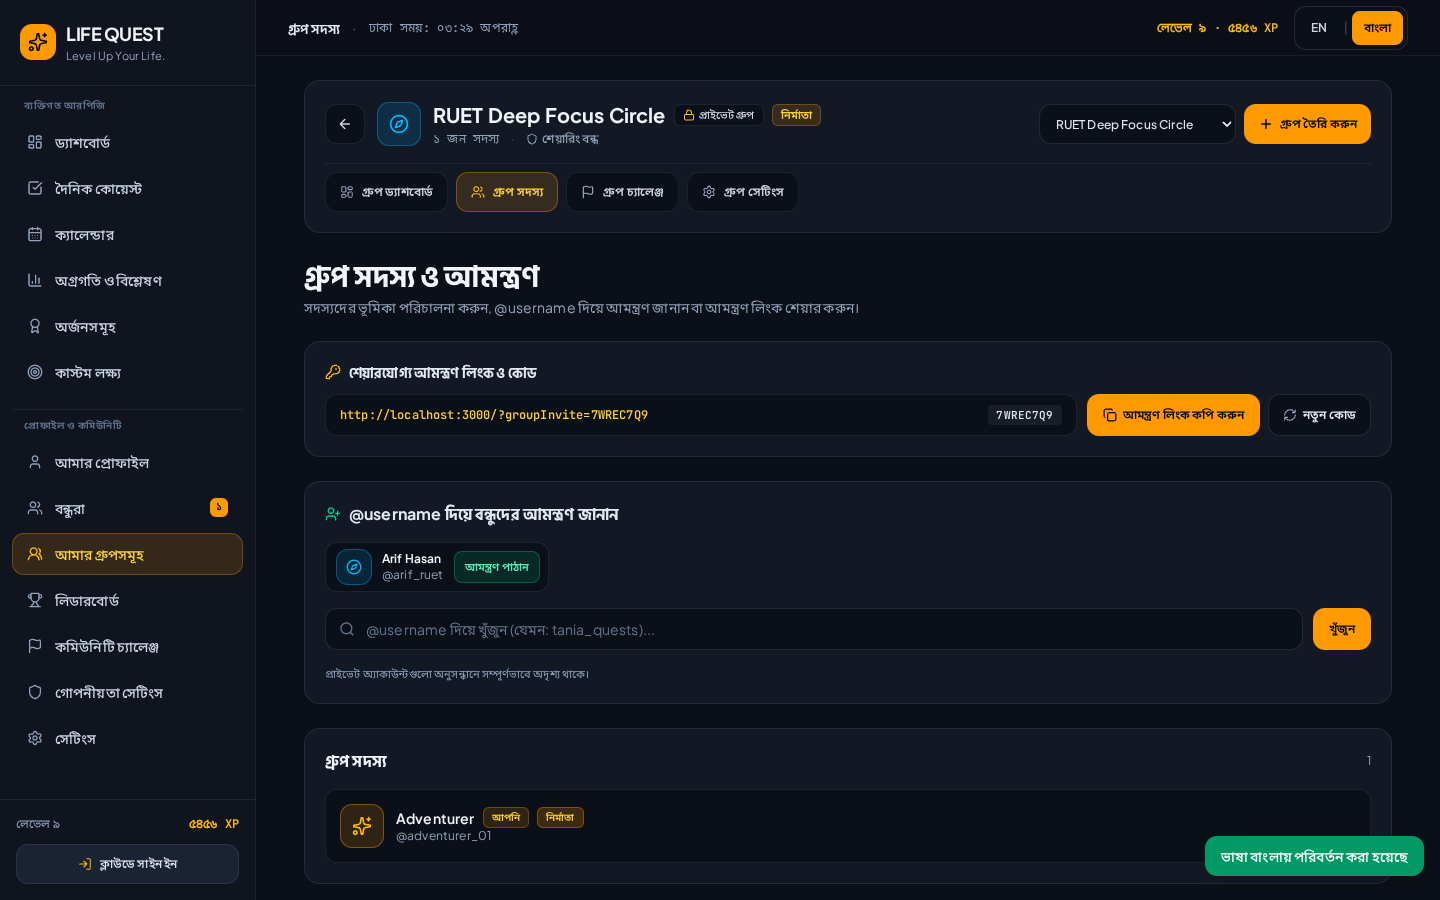 LIFE QUEST
Level Up Your Life.
ব্যক্তিগত আরপিজি
ড্যাশবোর্ড
দৈনিক কোয়েস্ট
ক্যালেন্ডার
অগ্রগতি ও বিশ্লেষণ
অর্জনসমূহ
কাস্টম লক্ষ্য
প্রোফাইল ও কমিউনিটি
আমার প্রোফাইল
বন্ধুরা
১
আমার গ্রুপসমূহ
লিডারবোর্ড
কমিউনিটি চ্যালেঞ্জ
গোপনীয়তা সেটিংস
সেটিংস
লেভেল ৯ ৫৪৫৬ XP
ক্লাউডে সাইন ইন
গ্রুপ সদস্য · ঢাকা সময়: ০৩:২৯ অপরাহ্ণ
লেভেল ৯ · ৫৪৫৬ XP
EN | বাংলা
RUET Deep Focus Circle প্রাইভেট গ্রুপ নির্মাতা
১ জন সদস্য · শেয়ারিং বন্ধ
RUET Deep Focus Circle
গ্রুপ তৈরি করুন
গ্রুপ ড্যাশবোর্ড
গ্রুপ সদস্য
গ্রুপ চ্যালেঞ্জ
গ্রুপ সেটিংস
গ্রুপ সদস্য ও আমন্ত্রণ
সদস্যদের ভূমিকা পরিচালনা করুন, @username দিয়ে আমন্ত্রণ জানান বা আমন্ত্রণ লিংক শেয়ার করুন।
শেয়ারযোগ্য আমন্ত্রণ লিংক ও কোড
http://localhost:3000/?groupInvite=7WREC7Q9
7WREC7Q9
আমন্ত্রণ লিংক কপি করুন
নতুন কোড
@username দিয়ে বন্ধুদের আমন্ত্রণ জানান
Arif Hasan
@arif_ruet
আমন্ত্রণ পাঠান
@username দিয়ে খুঁজুন (যেমন: tania_quests)...
খুঁজুন
প্রাইভেট অ্যাকাউন্টগুলো অনুসন্ধানে সম্পূর্ণভাবে অদৃশ্য থাকে।
গ্রুপ সদস্য
1
Adventurer আপনি নির্মাতা
@adventurer_01
ভাষা বাংলায় পরিবর্তন করা হয়েছে